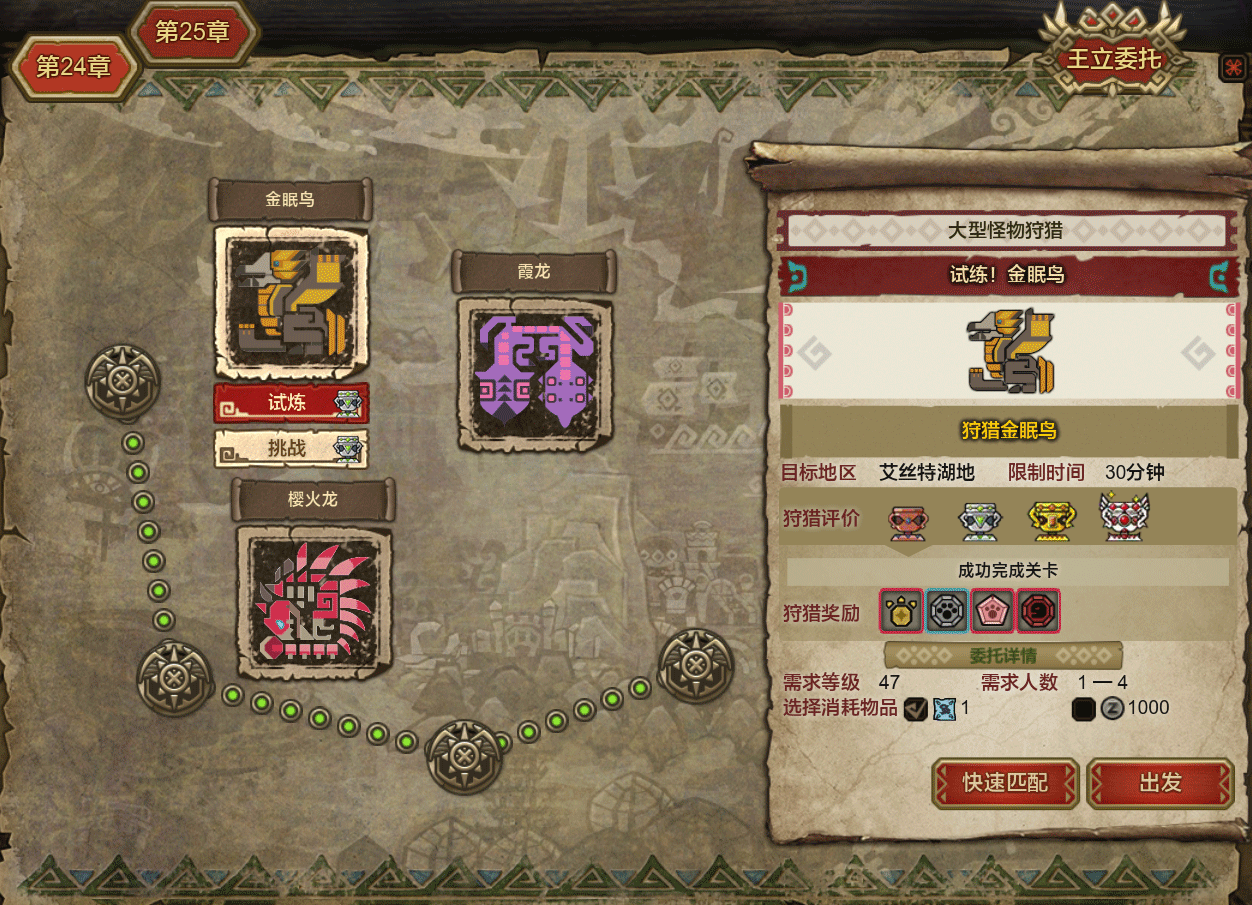 第24章
第25章
王立委托
金眠鸟
试炼
挑战
霞龙
樱火龙
大型怪物狩猎
试练！金眠鸟
狩猎金眠鸟
目标地区 艾丝特湖地 限制时间 30分钟
狩猎评价
成功完成关卡
狩猎奖励
委托详情
需求等级 47 需求人数 1 — 4
选择消耗物品 1 Z 1000
快速匹配 出发